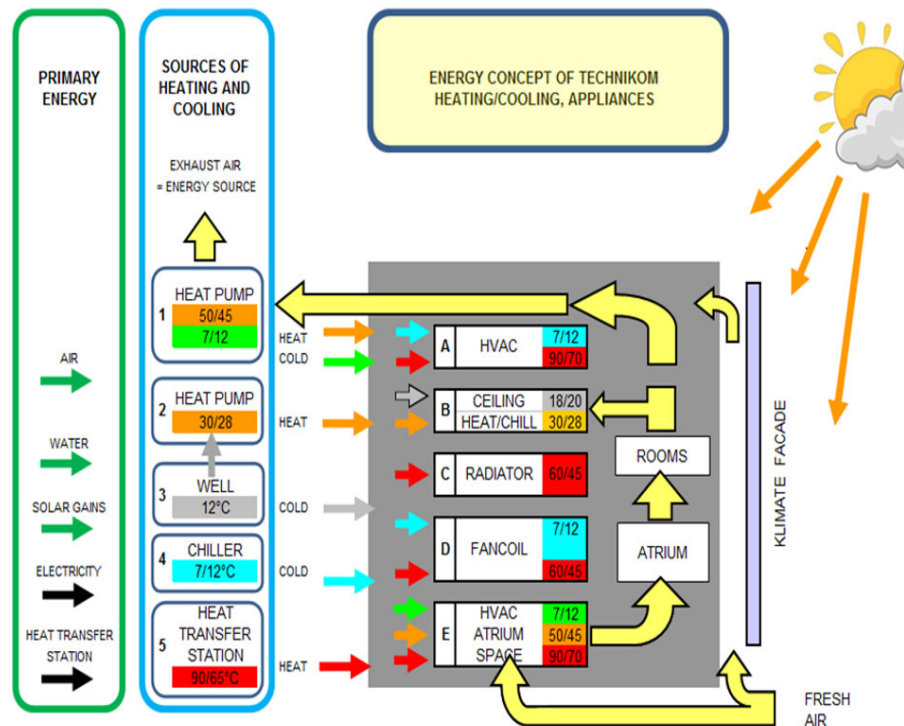 PRIMARY
ENERGY
AIR
WATER
SOLAR GAINS
ELECTRICITY
HEAT TRANSFER
STATION
SOURCES OF
HEATING AND
COOLING
EXHAUST AIR
= ENERGY SOURCE
1
HEAT PUMP
50/45
7/12
2
HEAT PUMP
30/28
3
WELL
12°C
4
CHILLER
7/12°C
5
HEAT
TRANSFER
STATION
90/65°C
HEAT
COLD
HEAT
COLD
COLD
HEAT
ENERGY CONCEPT OF TECHNIKOM
HEATING/COOLING, APPLIANCES
A
HVAC
7/12
90/70
B
CEILING 18/20
HEAT/CHILL 30/28
C
RADIATOR
60/45
D
FANCOIL
7/12
60/45
E
HVAC 7/12
ATRIUM 50/45
SPACE 90/70
ROOMS
ATRIUM
KLIMATE FACADE
FRESH
AIR